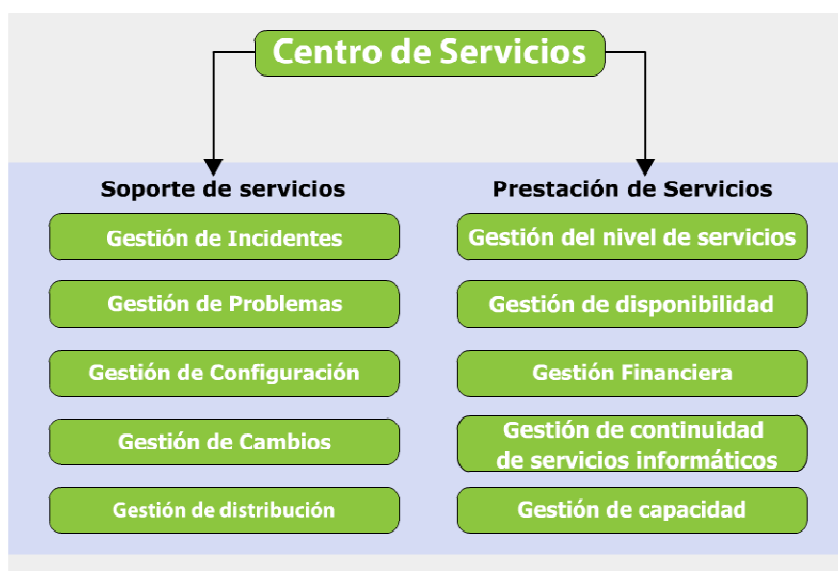 Centro de Servicios
Soporte de servicios
Gestión de Incidentes
Gestión de Problemas
Gestión de Configuración
Gestión de Cambios
Gestión de distribución
Prestación de Servicios
Gestión del nivel de servicios
Gestión de disponibilidad
Gestión Financiera
Gestión de continuidad
de servicios informáticos
Gestión de capacidad